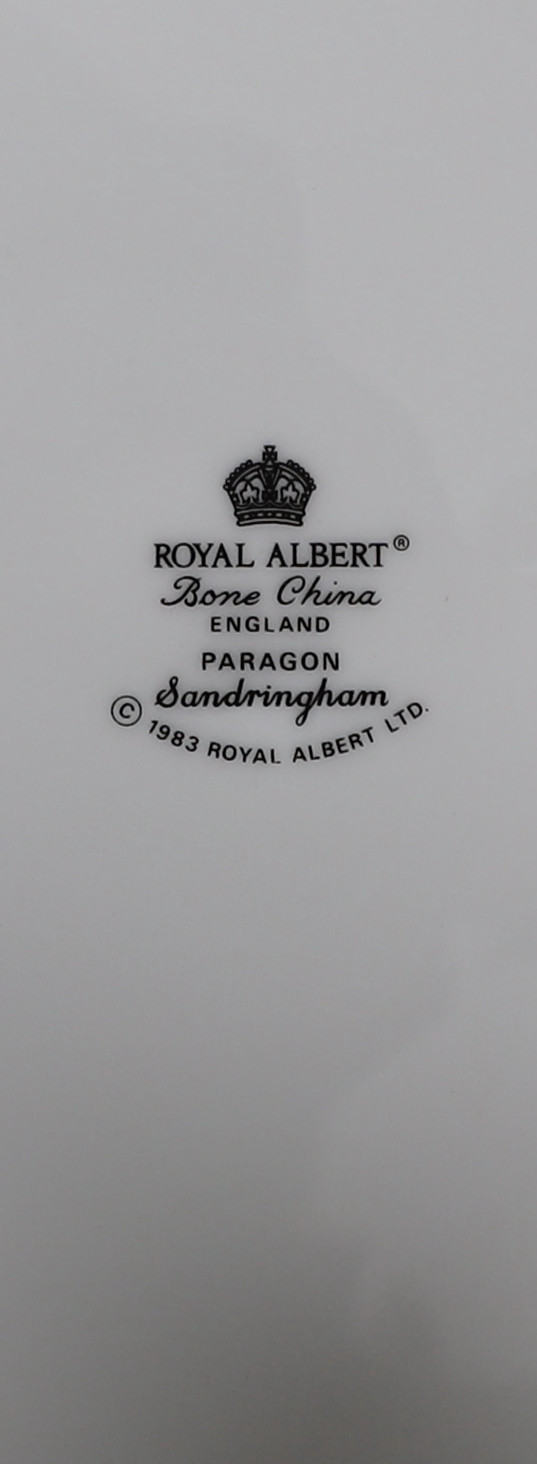 ROYAL ALBERT®
Bone China
ENGLAND
PARAGON
Sandringham
© 1983 ROYAL ALBERT LTD.